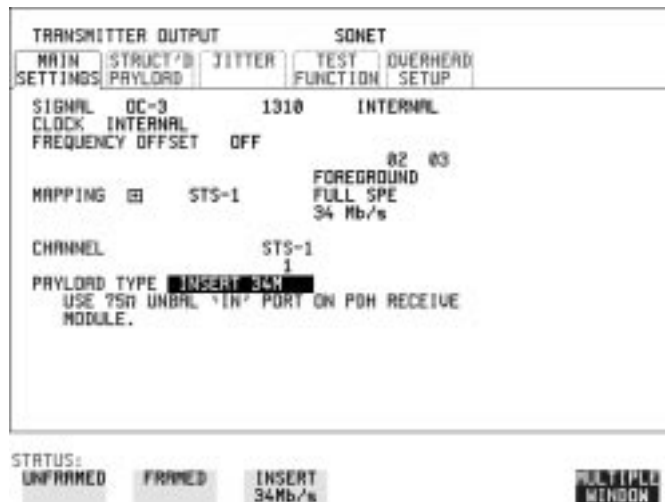 TRANSMITTER OUTPUT SONET
MAIN SETTINGS STRUCT'D PAYLOAD JITTER TEST FUNCTION OVERHEAD SETUP
SIGNAL OC-3 1310 INTERNAL
CLOCK INTERNAL
FREQUENCY OFFSET OFF
02 03
FOREGROUND
MAPPING STS-1 FULL SPE
34 Mb/s
CHANNEL STS-1
1
PAYLOAD TYPE INSERT 34M
USE 75Ω UNBAL 'IN' PORT ON PDH RECEIVE
MODULE.
STATUS:
UNFRAMED FRAMED INSERT 34Mb/s MULTIPLE WINDOW